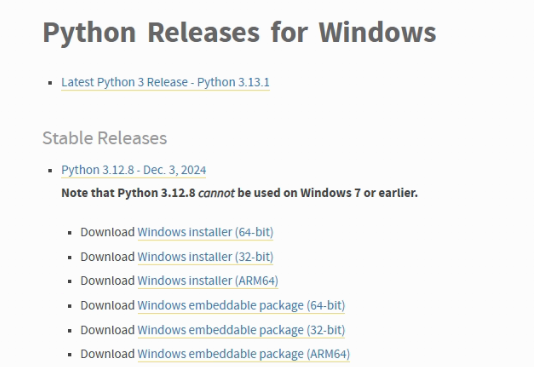 Python Releases for Windows
Latest Python 3 Release - Python 3.13.1
Stable Releases
Python 3.12.8 - Dec. 3, 2024
Note that Python 3.12.8 cannot be used on Windows 7 or earlier.
Download Windows installer (64-bit)
Download Windows installer (32-bit)
Download Windows installer (ARM64)
Download Windows embeddable package (64-bit)
Download Windows embeddable package (32-bit)
Download Windows embeddable package (ARM64)